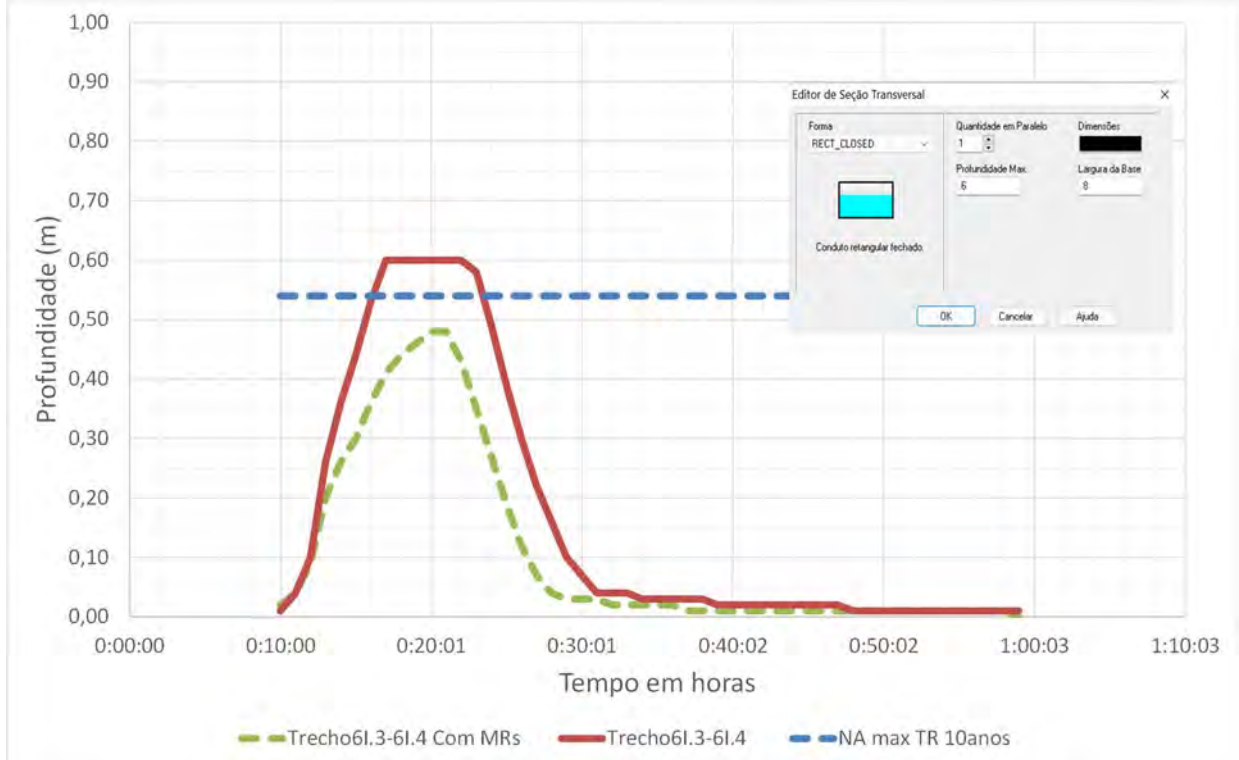 1,00
0,90
0,80
0,70
0,60
0,50
0,40
0,30
0,20
0,10
0,00
Profundidade (m)
0:00:00 0:10:00 0:20:01 0:30:01 0:40:02 0:50:02 1:00:03 1:10:03
Tempo em horas
Trecho6I.3-6I.4 Com MRs Trecho6I.3-6I.4 NA max TR 10anos
Editor de Seção Transversal ×
Forma Quantidade em Paralelo Dimensões
RECT_CLOSED 1
Profundidade Max. Largura da Base
.6 .8
Conduto retangular fechado.
OK Cancelar Ajuda